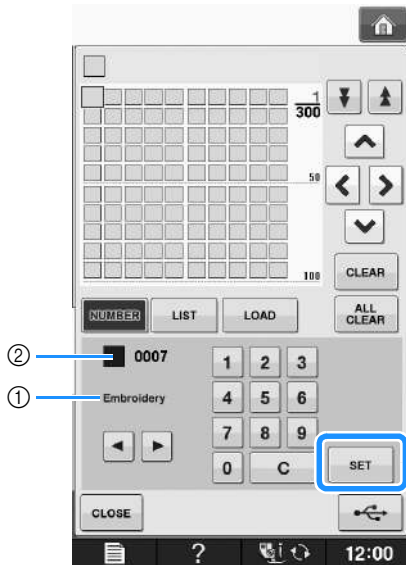 1
300
50
100
CLEAR
NUMBER LIST LOAD
ALL
CLEAR
② 0007
1 2 3
① Embroidery
4 5 6
7 8 9
0 C SET
CLOSE
? i 12:00